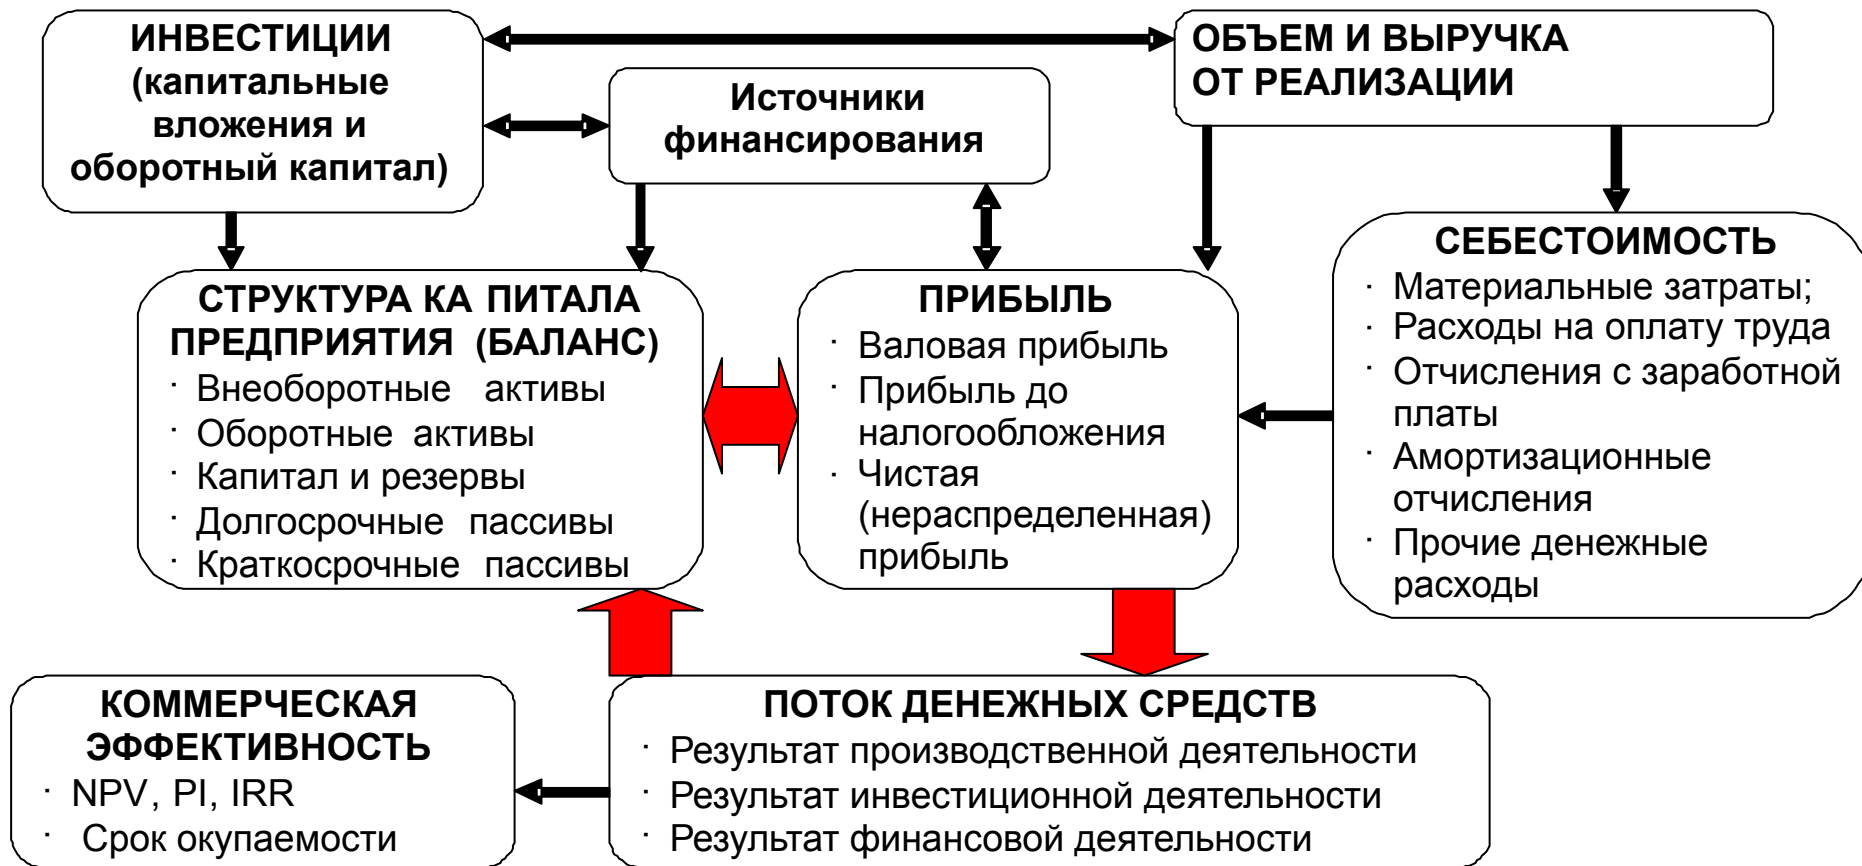 ИНВЕСТИЦИИ
(капитальные
вложения и
оборотный капитал)
Источники
финансирования
ОБЪЕМ И ВЫРУЧКА
ОТ РЕАЛИЗАЦИИ
СТРУКТУРА КА ПИТАЛА
ПРЕДПРИЯТИЯ (БАЛАНС)
· Внеоборотные активы
· Оборотные активы
· Капитал и резервы
· Долгосрочные пассивы
· Краткосрочные пассивы
ПРИБЫЛЬ
· Валовая прибыль
· Прибыль до
налогообложения
· Чистая
(нераспределенная)
прибыль
СЕБЕСТОИМОСТЬ
· Материальные затраты;
· Расходы на оплату труда
· Отчисления с заработной
платы
· Амортизационные
отчисления
· Прочие денежные
расходы
КОММЕРЧЕСКАЯ
ЭФФЕКТИВНОСТЬ
· NPV, PI, IRR
· Срок окупаемости
ПОТОК ДЕНЕЖНЫХ СРЕДСТВ
· Результат производственной деятельности
· Результат инвестиционной деятельности
· Результат финансовой деятельности